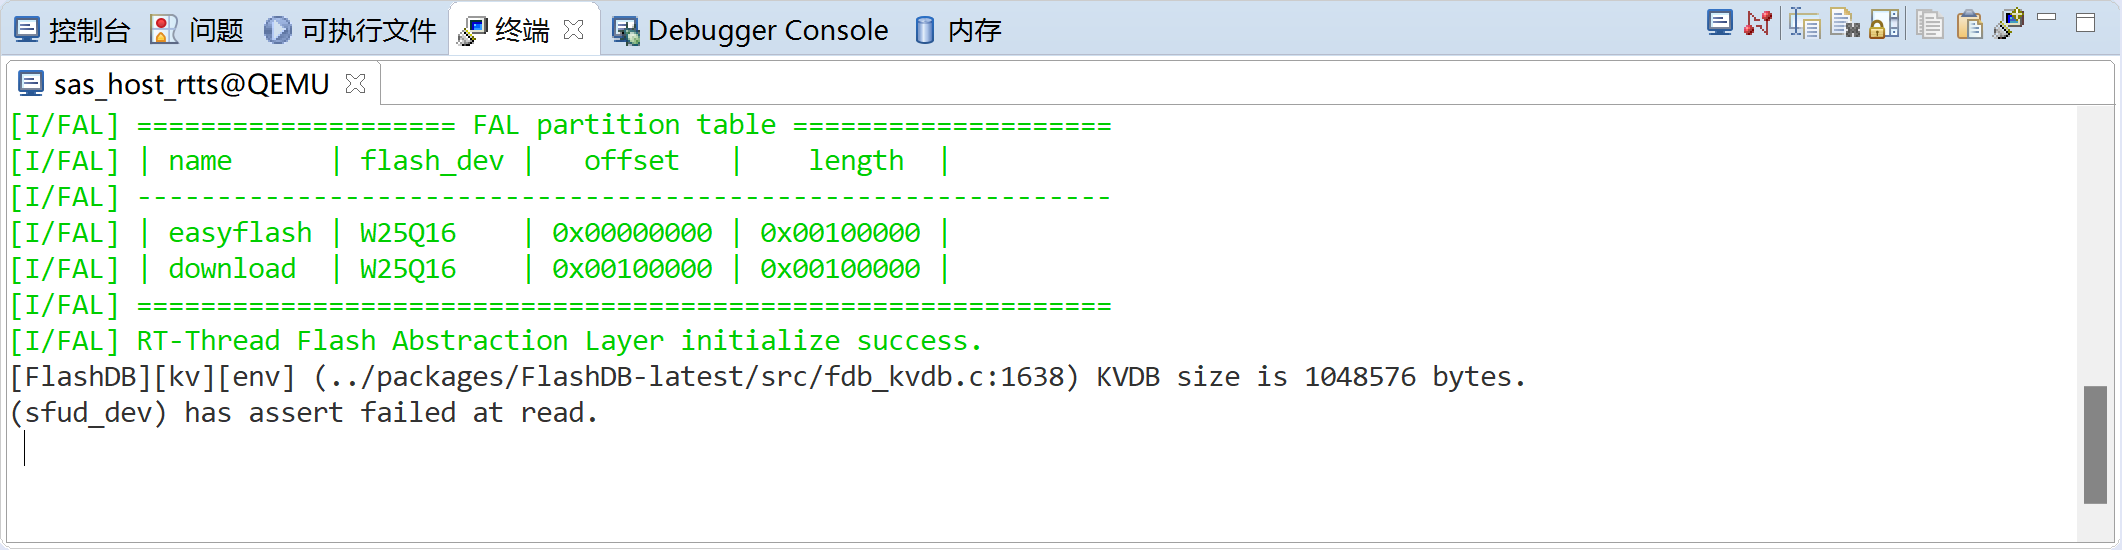 控制台 问题 可执行文件 终端 Debugger Console 内存
sas_host_rtts@QEMU
[I/FAL] ==================== FAL partition table ====================
[I/FAL] | name      | flash_dev |   offset   |    length  |
[I/FAL] -------------------------------------------------------------
[I/FAL] | easyflash | W25Q16    | 0x00000000 | 0x00100000 |
[I/FAL] | download  | W25Q16    | 0x00100000 | 0x00100000 |
[I/FAL] =============================================================
[I/FAL] RT-Thread Flash Abstraction Layer initialize success.
[FlashDB][kv][env] (../packages/FlashDB-latest/src/fdb_kvdb.c:1638) KVDB size is 1048576 bytes.
(sfud_dev) has assert failed at read.